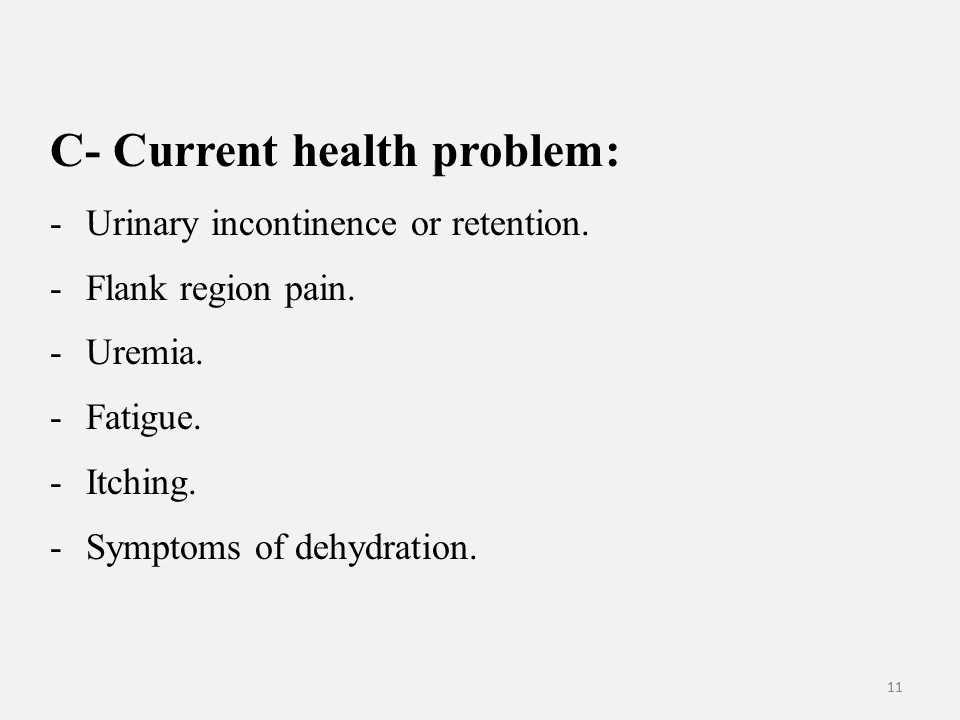 C- Current health problem:
- Urinary incontinence or retention.
- Flank region pain.
- Uremia.
- Fatigue.
- Itching.
- Symptoms of dehydration.
11